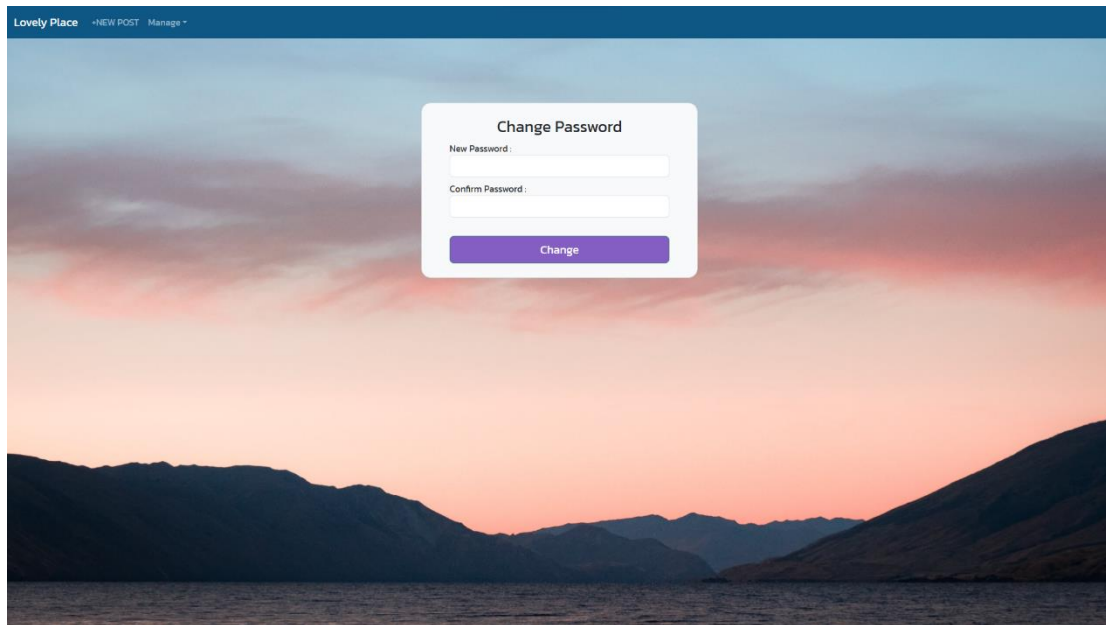 Lovely Place +NEW POST Manage
Change Password
New Password :
Confirm Password :
Change